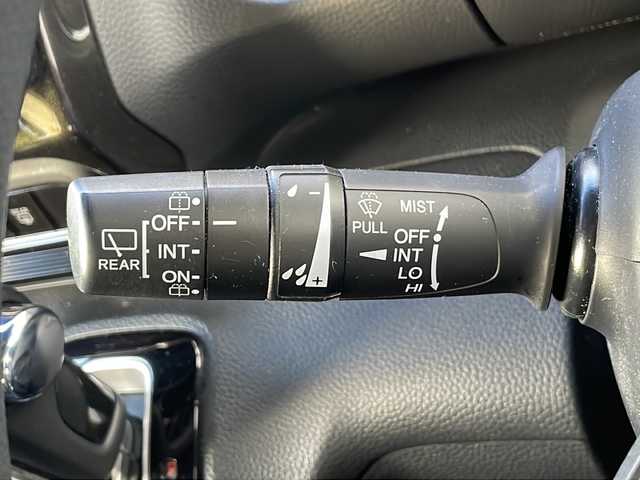 OFF
INT
ON
REAR
- 
+
PULL
MIST
OFF
INT
LO
HI